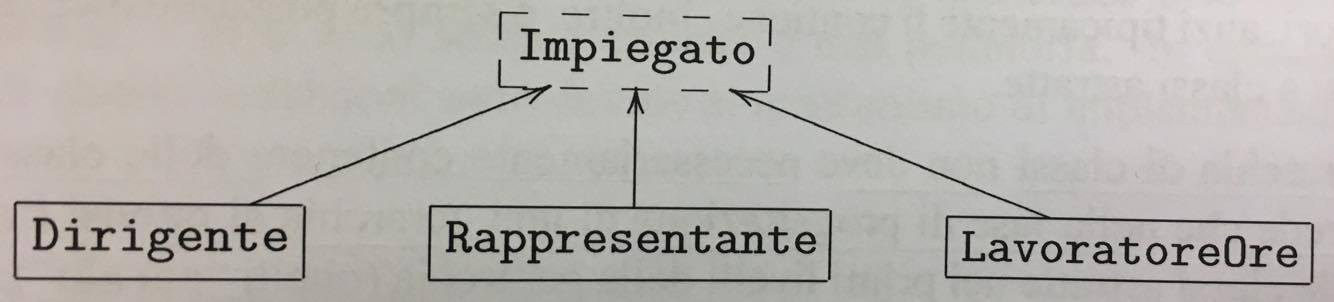 Impiegato
Dirigente
Rappresentante
LavoratoreOre